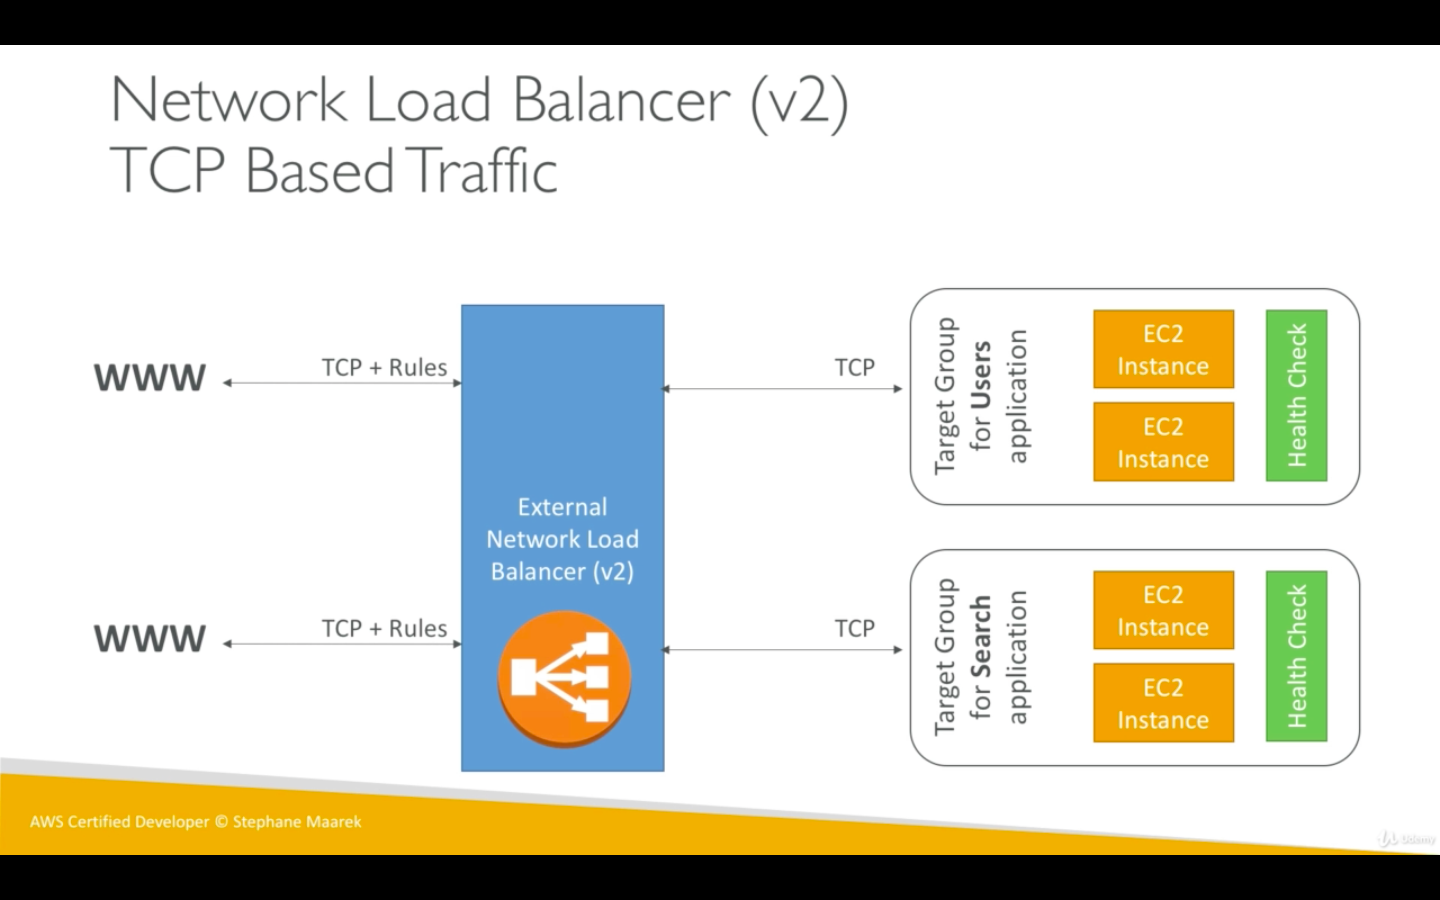 Network Load Balancer (v2)
TCP Based Traffic
WWW
TCP + Rules
External
Network Load
Balancer (v2)
TCP
Target Group
for Users
application
EC2
Instance
EC2
Instance
Health Check
WWW
TCP + Rules
TCP
Target Group
for Search
application
EC2
Instance
EC2
Instance
Health Check
AWS Certified Developer © Stephane Maarek
Udemy